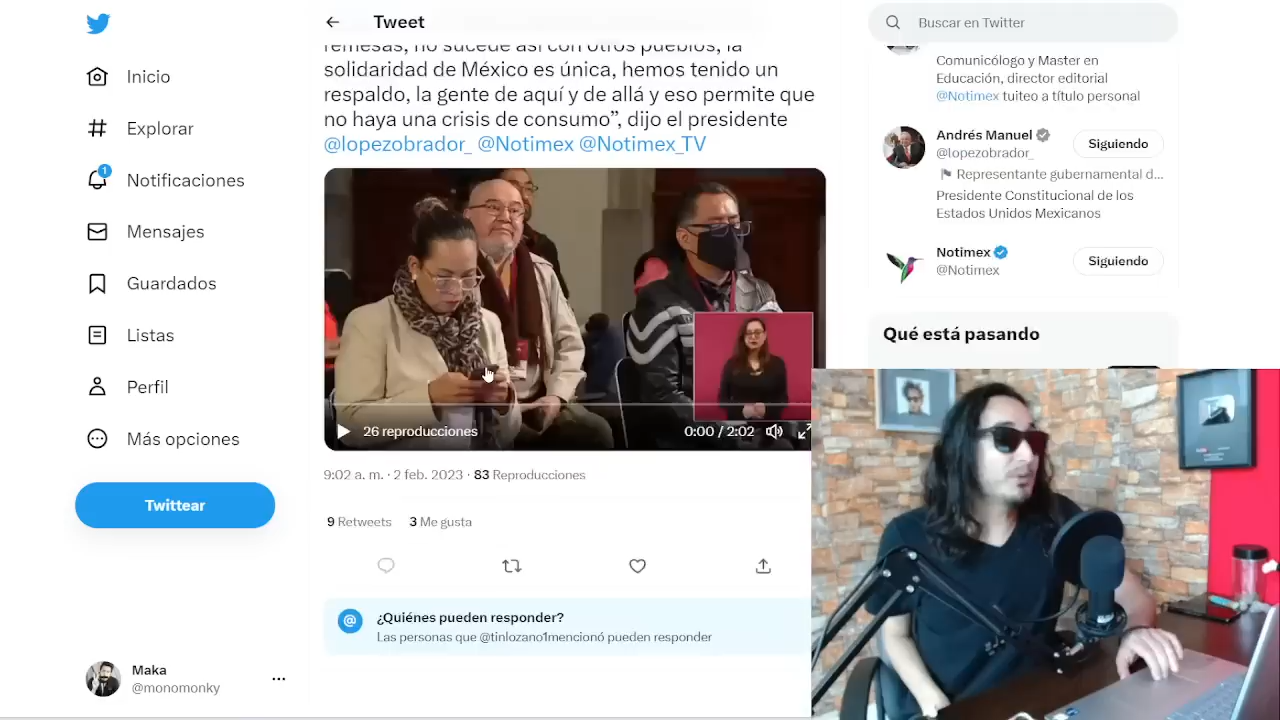 Tweet
Buscar en Twitter
Inicio
Explorar
1
Notificaciones
Mensajes
Guardados
Listas
Perfil
Más opciones
Twittear
Maka
@monomonky
remesas, no sucede así con otros pueblos, la
solidaridad de México es única, hemos tenido un
respaldo, la gente de aquí y de allá y eso permite que
no haya una crisis de consumo”, dijo el presidente
@lopezobrador_ @Notimex @Notimex_TV
26 reproducciones
0:00 / 2:02
9:02 a. m. · 2 feb. 2023 · 83 Reproducciones
9 Retweets 3 Me gusta
¿Quiénes pueden responder?
Las personas que @tinlozano1mencionó pueden responder
Comunicólogo y Master en
Educación, director editorial
@Notimex tuiteo a título personal
Andrés Manuel
@lopezobrador_
Siguiendo
Representante gubernamental d...
Presidente Constitucional de los
Estados Unidos Mexicanos
Notimex
@Notimex
Siguiendo
Qué está pasando